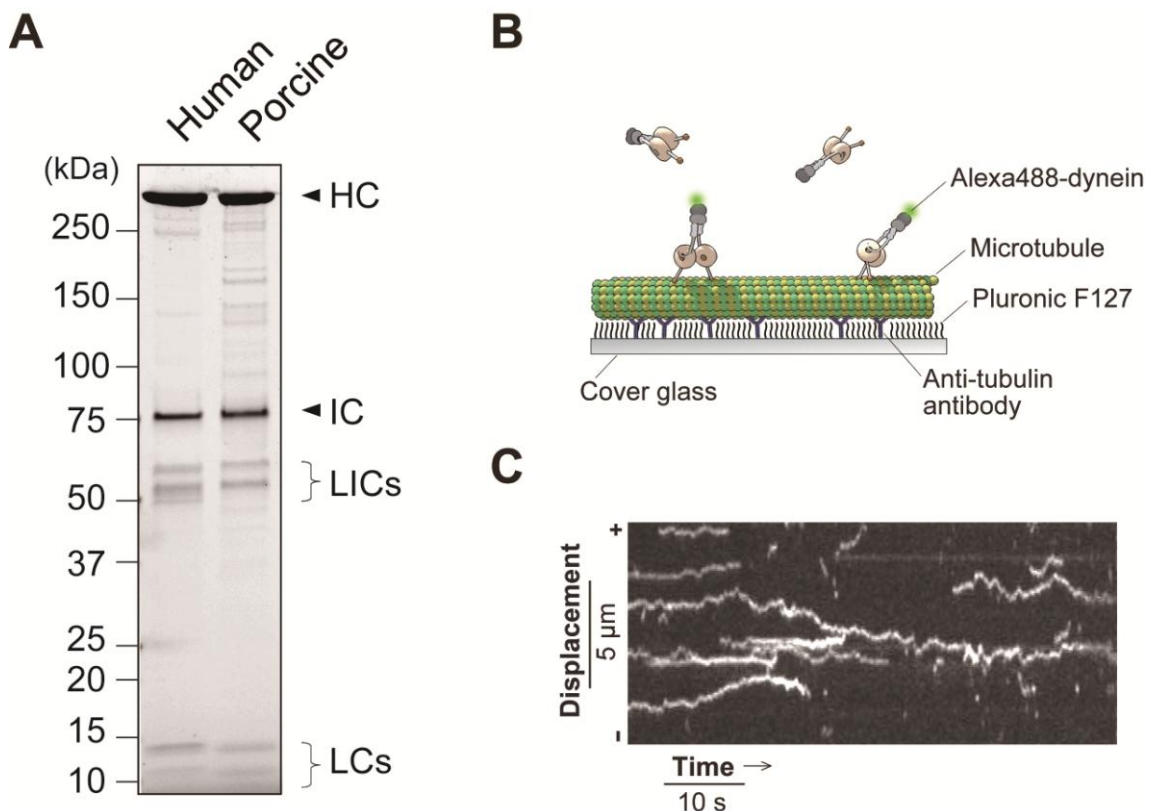 A
Human
Porcine
(kDa)
250
150
100
75
50
37
25
20
15
10
HC
IC
LICs
LCs
B
Alexa488-dynein
Microtubule
Pluronic F127
Anti-tubulin
antibody
Cover glass
C
+
Displacement
5 µm
-
Time →
10 s